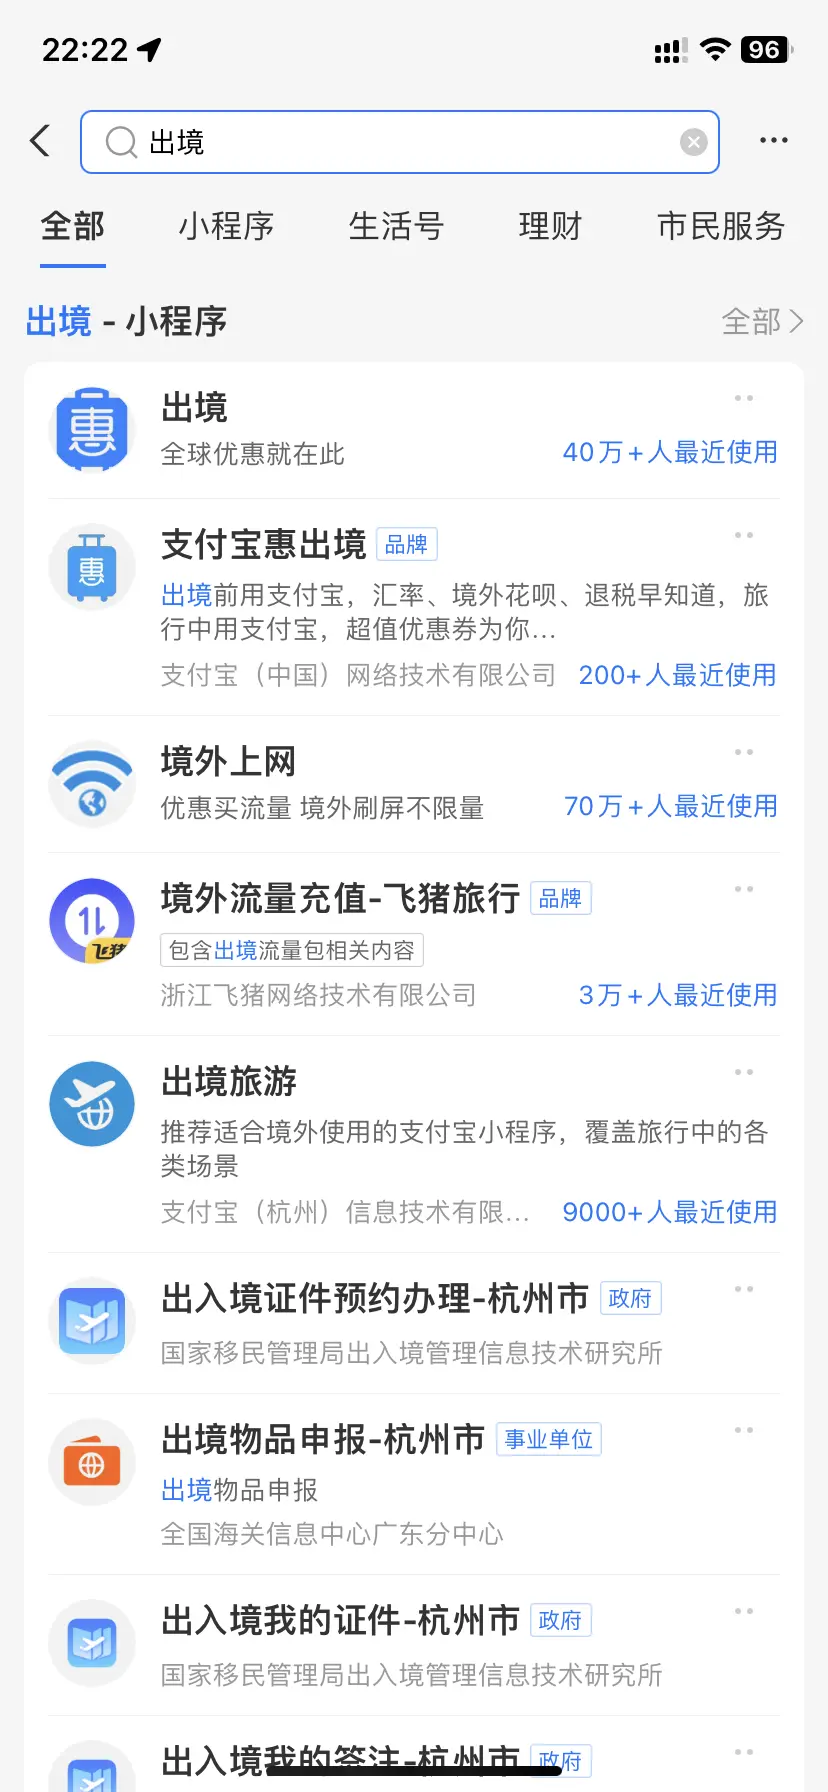 22:22
96
出境
全部
小程序
生活号
理财
市民服务
出境 - 小程序
全部
惠
出境
全球优惠就在此
40万+人最近使用
惠
支付宝惠出境
品牌
出境前用支付宝，汇率、境外花呗、退税早知道，旅
行中用支付宝，超值优惠券为你...
支付宝（中国）网络技术有限公司
200+人最近使用
境外上网
优惠买流量 境外刷屏不限量
70万+人最近使用
飞猪
境外流量充值-飞猪旅行
品牌
包含出境流量包相关内容
浙江飞猪网络技术有限公司
3万+人最近使用
出境旅游
推荐适合境外使用的支付宝小程序，覆盖旅行中的各
类场景
支付宝（杭州）信息技术有限...
9000+人最近使用
出入境证件预约办理-杭州市
政府
国家移民管理局出入境管理信息技术研究所
出境物品申报-杭州市
事业单位
出境物品申报
全国海关信息中心广东分中心
出入境我的证件-杭州市
政府
国家移民管理局出入境管理信息技术研究所
出入境我的签注-杭州市
政府